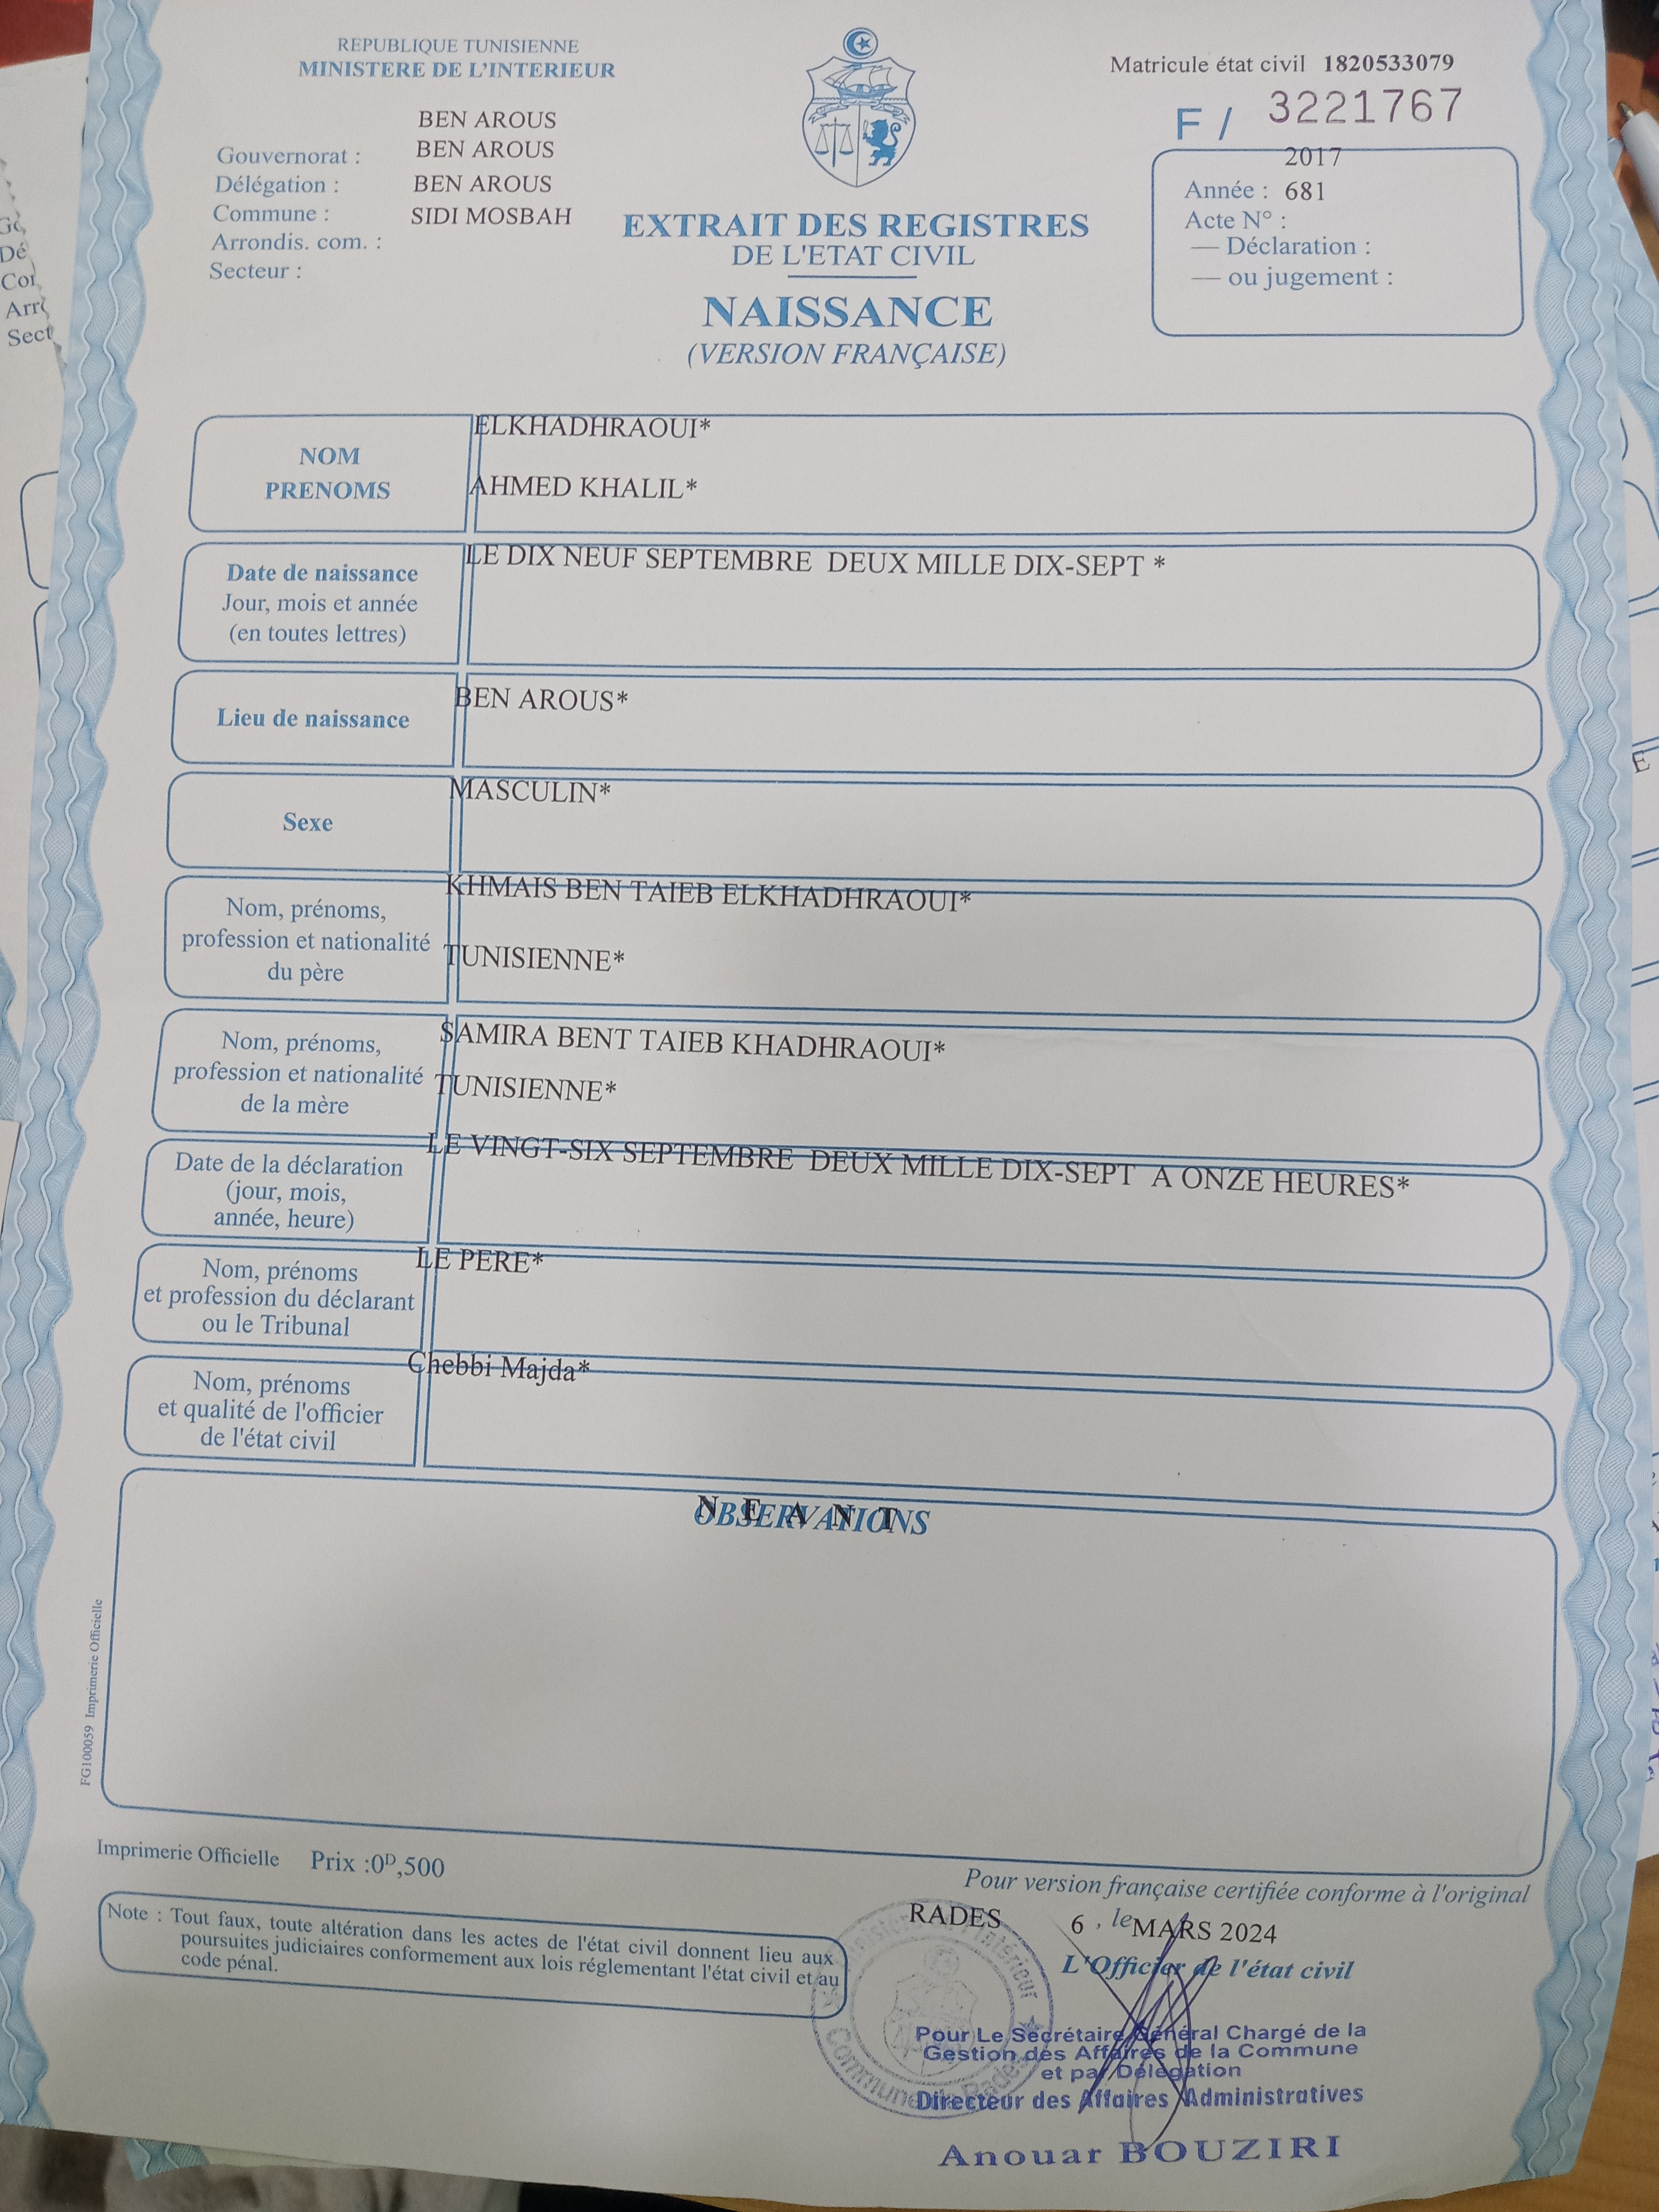 REPUBLIQUE TUNISIENNE
MINISTERE DE L'INTERIEUR
BEN AROUS
Gouvernorat : BEN AROUS
Délégation : BEN AROUS
Commune : SIDI MOSBAH
Arrondis. com. :
Secteur :
EXTRAIT DES REGISTRES
DE L'ETAT CIVIL
NAISSANCE
(VERSION FRANÇAISE)
Matricule état civil 1820533079
F / 3221767
2017
Année : 681
Acte N° :
— Déclaration :
— ou jugement :
NOM
PRENOMS
ELKHADHRAOUI*
AHMED KHALIL*
Date de naissance
Jour, mois et année
(en toutes lettres)
LE DIX NEUF SEPTEMBRE DEUX MILLE DIX-SEPT *
Lieu de naissance
BEN AROUS*
Sexe
MASCULIN*
Nom, prénoms,
profession et nationalité
du père
KHMAIS BEN TAIEB ELKHADHRAOUI*
TUNISIENNE*
Nom, prénoms,
profession et nationalité
de la mère
SAMIRA BENT TAIEB KHADHRAOUI*
TUNISIENNE*
Date de la déclaration
(jour, mois,
année, heure)
LE VINGT-SIX SEPTEMBRE DEUX MILLE DIX-SEPT A ONZE HEURES*
Nom, prénoms
et profession du déclarant
ou le Tribunal
LE PERE*
Nom, prénoms
et qualité de l'officier
de l'état civil
Chebbi Majda*
OBSERVATIONS
N E A N T
FG100059 Imprimerie Officielle
Imprimerie Officielle Prix :0ᴰ,500
Note : Tout faux, toute altération dans les actes de l'état civil donnent lieu aux
poursuites judiciaires conformement aux lois réglementant l'état civil et au
code pénal.
Pour version française certifiée conforme à l'original
RADES 6 , le MARS 2024
L'Officier de l'état civil
Pour Le Secrétaire Général Chargé de la
Gestion des Affaires de la Commune
et par Délégation
Directeur des Affaires Administratives
Anouar BOUZIRI